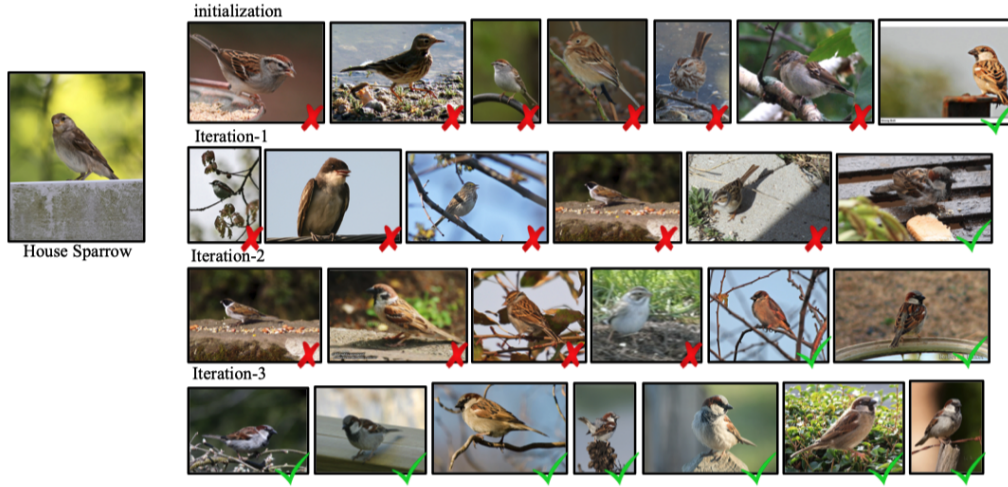 initialization
Iteration-1
House Sparrow
Iteration-2
Iteration-3